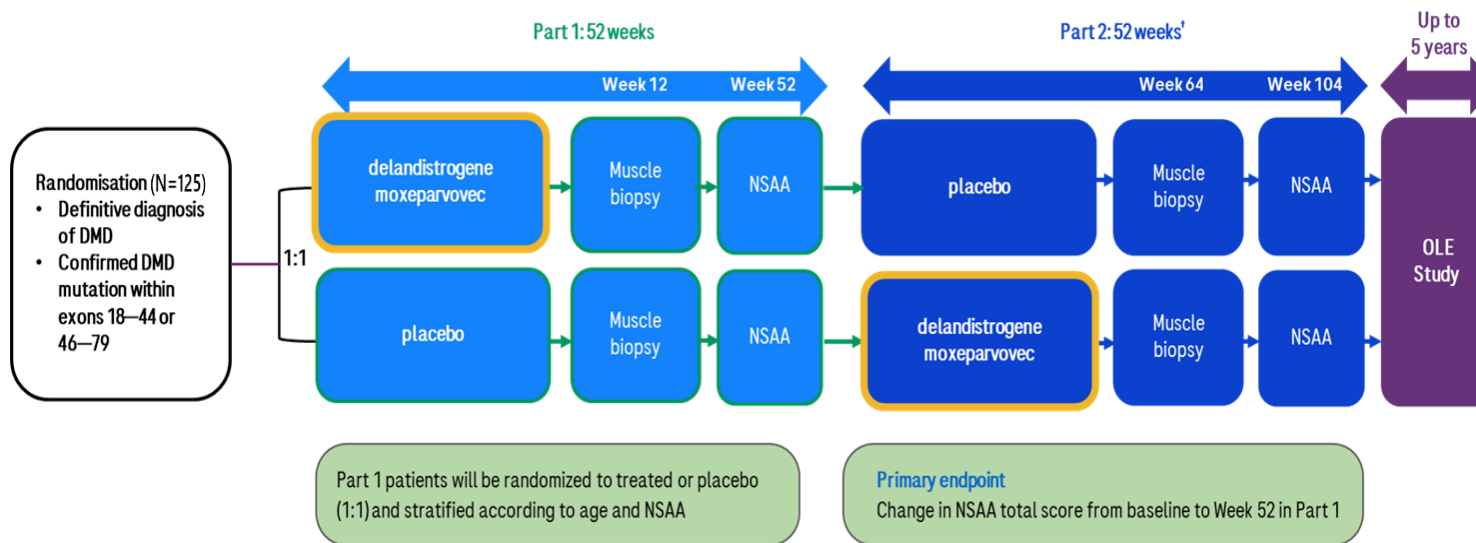 Part 1: 52 weeks
Part 2: 52 weeks†
Up to
5 years
Week 12
Week 52
Week 64
Week 104
Randomisation (N=125)
• Definitive diagnosis
of DMD
• Confirmed DMD
mutation within
exons 18–44 or
46–79
1:1
delandistrogene
moxeparvovec
Muscle
biopsy
NSAA
placebo
Muscle
biopsy
NSAA
placebo
Muscle
biopsy
NSAA
delandistrogene
moxeparvovec
Muscle
biopsy
NSAA
OLE
Study
Part 1 patients will be randomized to treated or placebo
(1:1) and stratified according to age and NSAA
Primary endpoint
Change in NSAA total score from baseline to Week 52 in Part 1